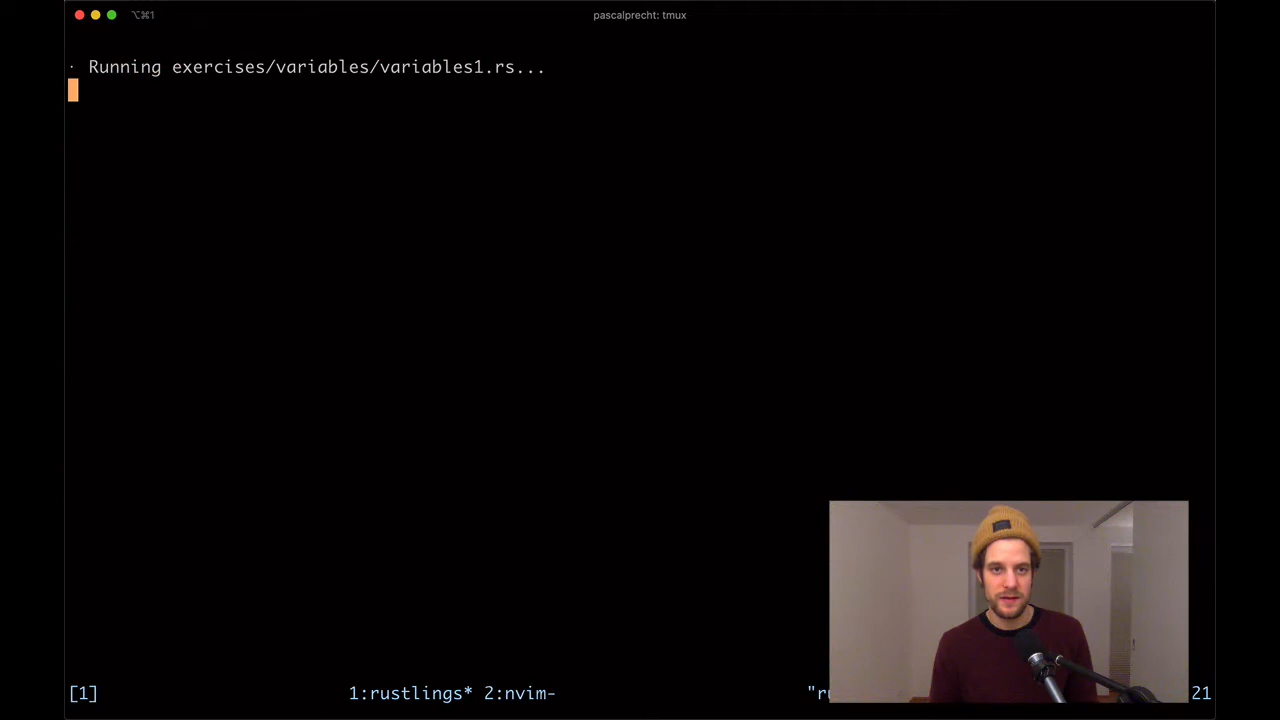 ⌥⌘1
pascalprecht: tmux
· Running exercises/variables/variables1.rs...
[1]
1:rustlings* 2:nvim-
21